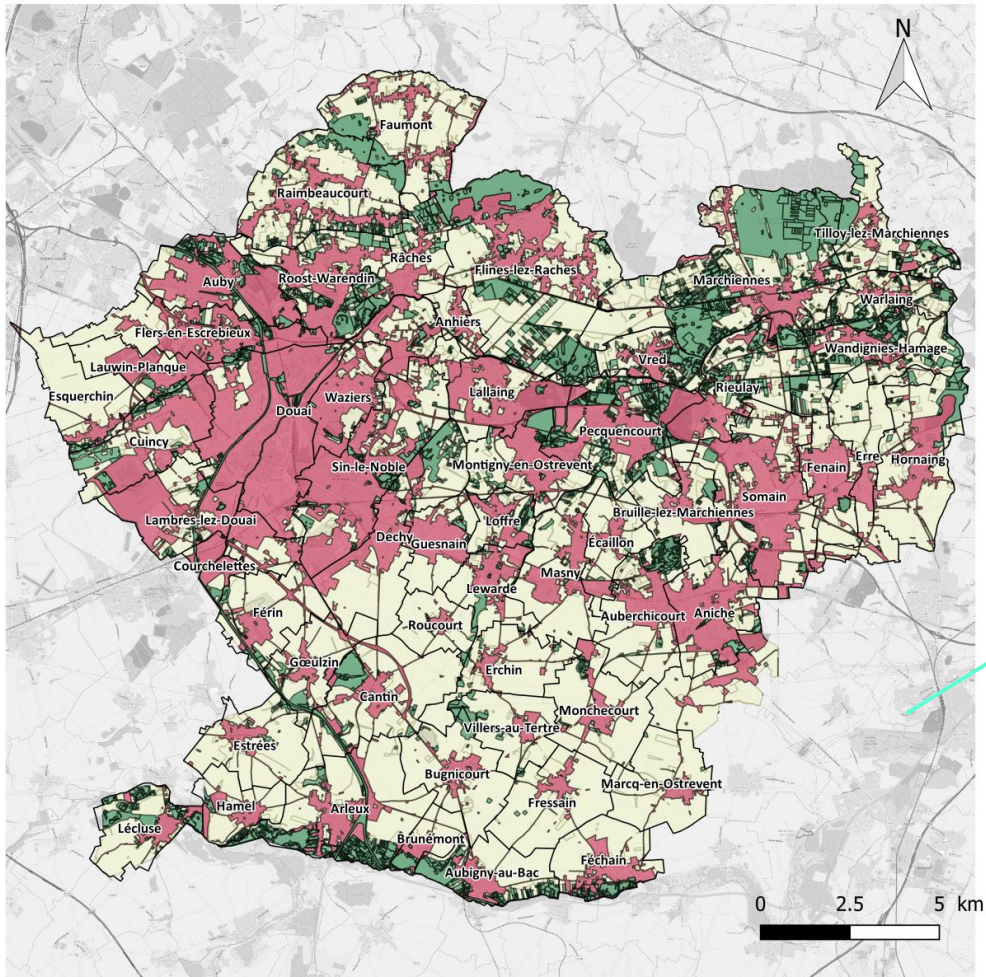 N
Faumont
Raimbeaucourt
Tilloy-lez-Marchiennes
Râches
Flines-lez-Raches
Roost-Warendin
Auby
Marchiennes
Warlaing
Anhiers
Flers-en-Escrebieux
Wandignies-Hamage
Vred
Lauwin-Planque
Rieulay
Esquerchin
Waziers
Lallaing
Douai
Pecquencourt
Cuincy
Sin-le-Noble
Montigny-en-Ostrevent
Erre
Hornaing
Fenain
Somain
Bruille-lez-Marchiennes
Lambres-lez-Douai
Loffre
Dechy
Guesnain
Écaillon
Courchelettes
Masny
Lewarde
Férin
Roucourt
Auberchicourt
Aniche
Gœulzin
Erchin
Cantin
Monchecourt
Villers-au-Tertre
Estrées
Bugnicourt
Marcq-en-Ostrevent
Fressain
Hamel
Arleux
Lécluse
Brunémont
Féchain
Aubigny-au-Bac
0 2.5 5 km